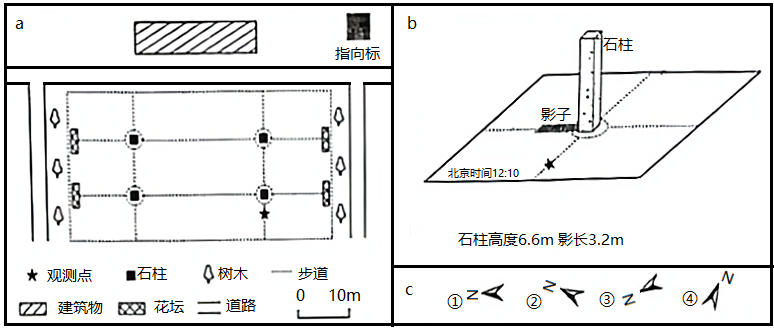 a
指向标
★ 观测点 石柱 树木 步道
建筑物 花坛 道路 0 10m
b
石柱
影子
北京时间12:10
石柱高度6.6m 影长3.2m
c
① N ② N ③ N ④ N